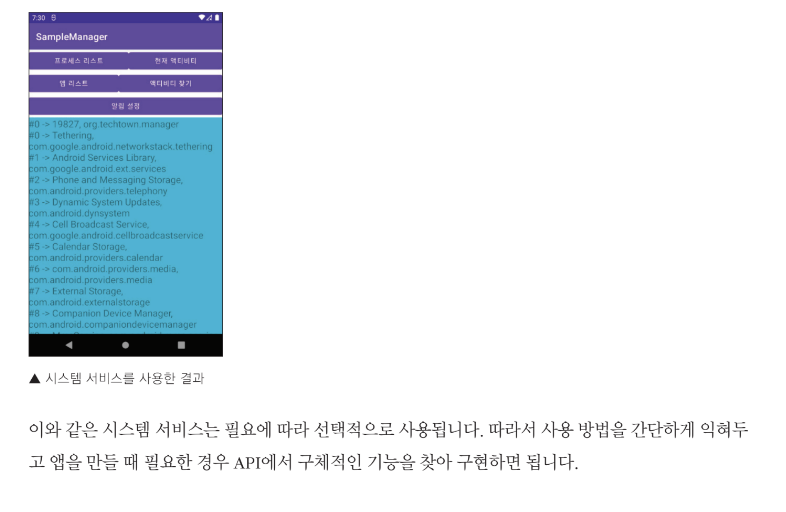 7:30
SampleManager
프로세스 리스트 현재 액티비티
앱 리스트 액티비티 찾기
알림 설정
#0 -> 19827, org.techtown.manager
#0 -> Tethering,
com.google.android.networkstack.tethering
#1 -> Android Services Library,
com.google.android.ext.services
#2 -> Phone and Messaging Storage,
com.android.providers.telephony
#3 -> Dynamic System Updates,
com.android.dynsystem
#4 -> Cell Broadcast Service,
com.google.android.cellbroadcastservice
#5 -> Calendar Storage,
com.android.providers.calendar
#6 -> com.android.providers.media,
com.android.providers.media
#7 -> External Storage,
com.android.externalstorage
#8 -> Companion Device Manager,
com.android.companiondevicemanager
▲ 시스템 서비스를 사용한 결과
이와 같은 시스템 서비스는 필요에 따라 선택적으로 사용됩니다. 따라서 사용 방법을 간단하게 익혀두
고 앱을 만들 때 필요한 경우 API에서 구체적인 기능을 찾아 구현하면 됩니다.